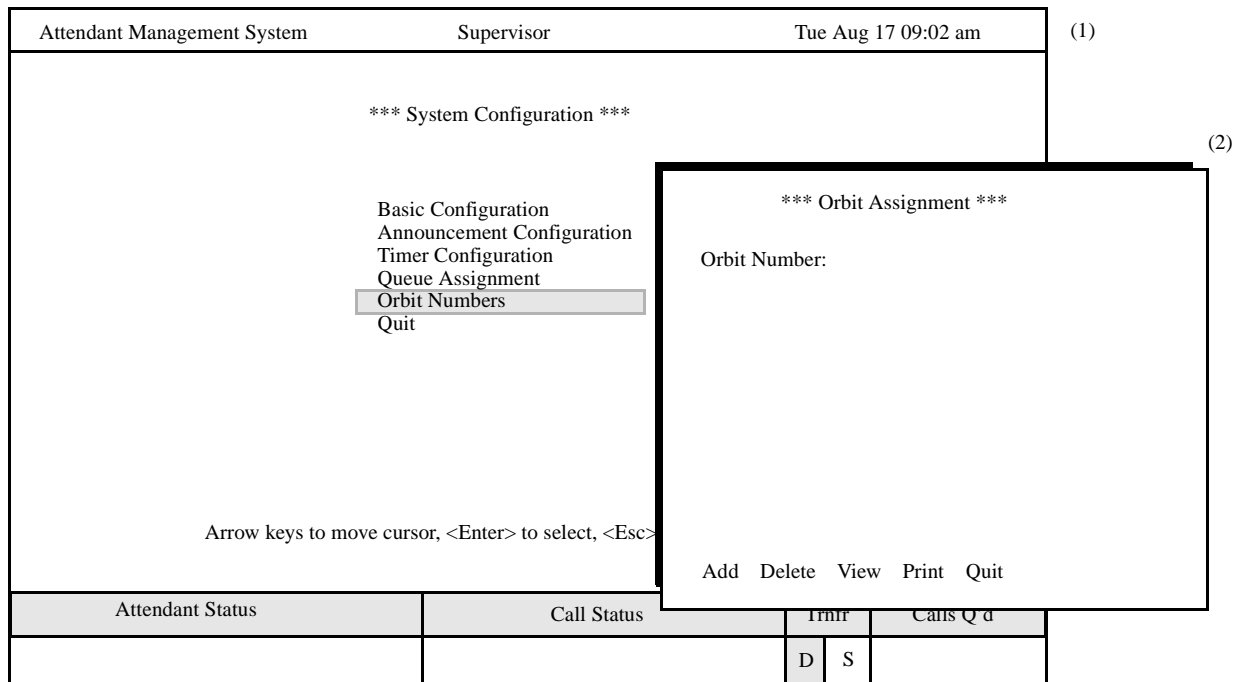 Attendant Management System Supervisor Tue Aug 17 09:02 am (1)
*** System Configuration ***
(2)
Basic Configuration
Announcement Configuration
Timer Configuration
Queue Assignment
Orbit Numbers
Quit
*** Orbit Assignment ***
Orbit Number:
Arrow keys to move cursor, <Enter> to select, <Esc>
Add Delete View Print Quit
Attendant Status Call Status Trnfr Calls Q'd
D S